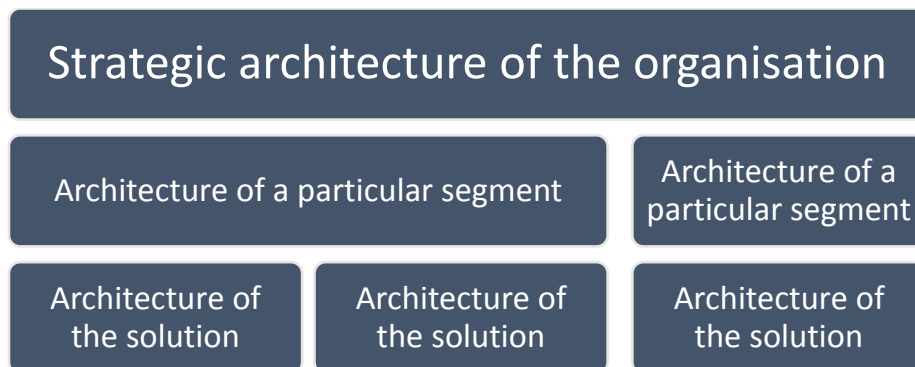 Strategic architecture of the organisation
Architecture of a particular segment
Architecture of a
particular segment
Architecture of
the solution
Architecture of
the solution
Architecture of
the solution